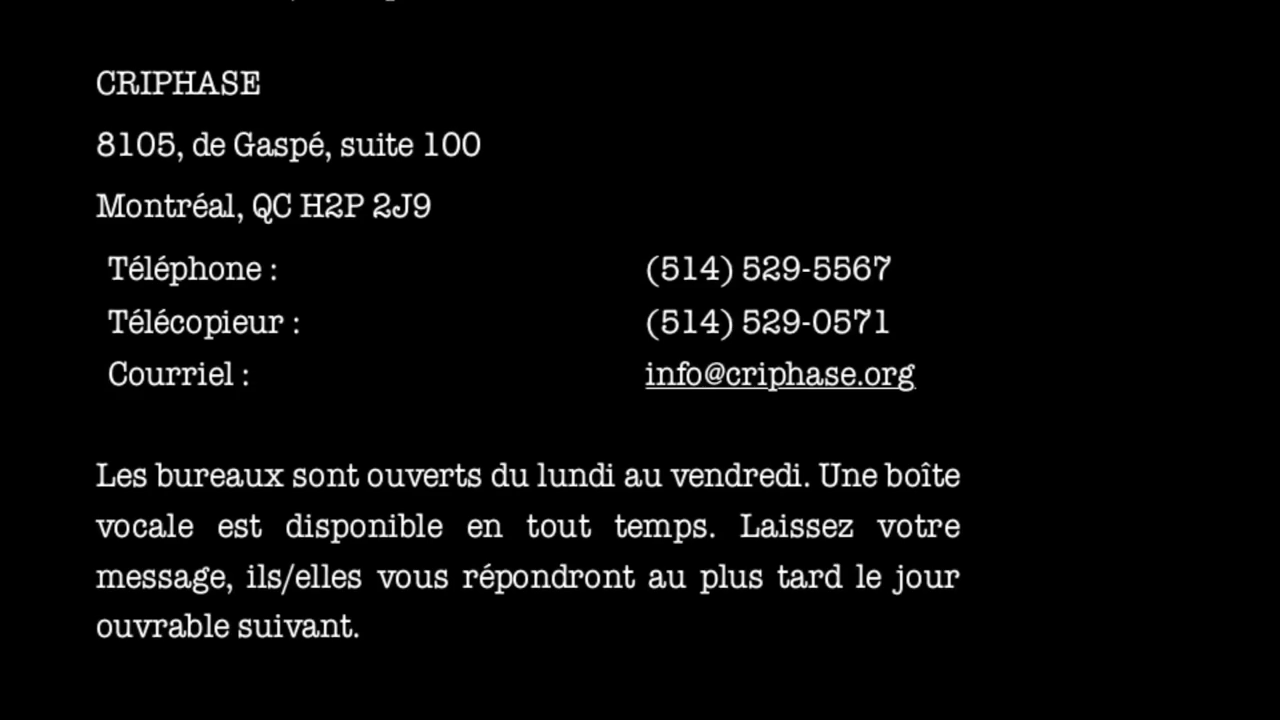 CRIPHASE
8105, de Gaspé, suite 100
Montréal, QC H2P 2J9
Téléphone : (514) 529-5567
Télécopieur : (514) 529-0571
Courriel : info@criphase.org
Les bureaux sont ouverts du lundi au vendredi. Une boîte
vocale est disponible en tout temps. Laissez votre
message, ils/elles vous répondront au plus tard le jour
ouvrable suivant.